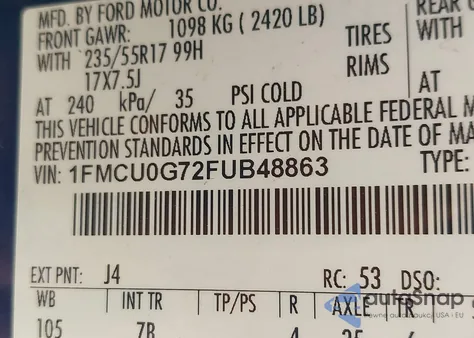 MFD. BY FORD MOTOR CO.
FRONT GAWR: 1098 KG ( 2420 LB)
WITH 235/55R17 99H TIRES
17X7.5J RIMS
AT 240 kPa/ 35 PSI COLD
REAR
WITH
AT
THIS VEHICLE CONFORMS TO ALL APPLICABLE FEDERAL M
PREVENTION STANDARDS IN EFFECT ON THE DATE OF MA
VIN: 1FMCU0G72FUB48863 TYPE:
EXT PNT: J4 RC: 53 DSO:
WB INT TR TP/PS R AXLE R
105 7B 4
autoSnap